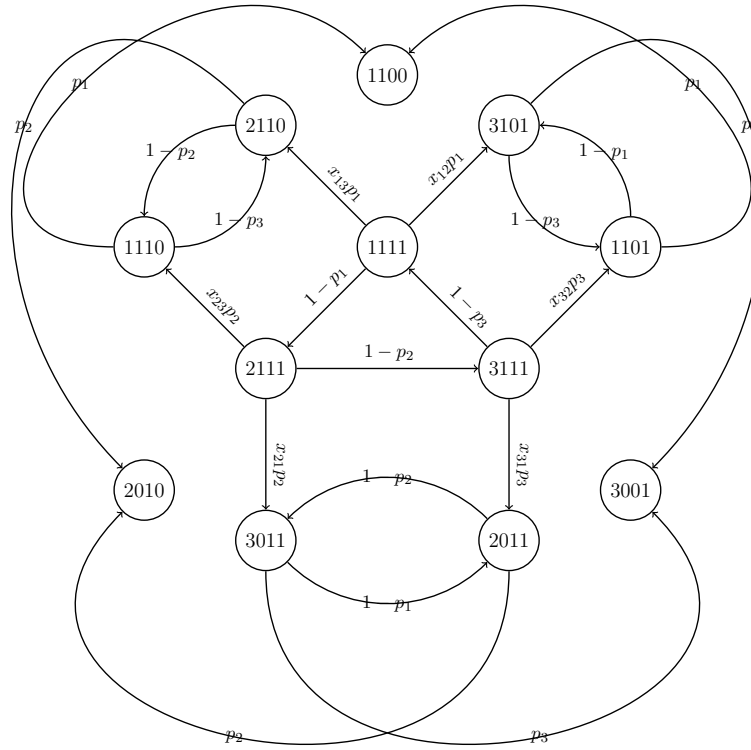 1100
p₁
p₁
p₂
2110
3101
p
1 − p₂
1 − p₁
x₁₃p₁
x₁₂p₁
1 − p₃
1 − p₃
1110
1111
1101
1 − p₁
1 − p₃
x₂₃p₂
x₃₂p₃
2111
1 − p₂
3111
x₂₁p₂
x₃₁p₃
2010
1 − p₂
3001
3011
2011
1 − p₁
p₂
p₃